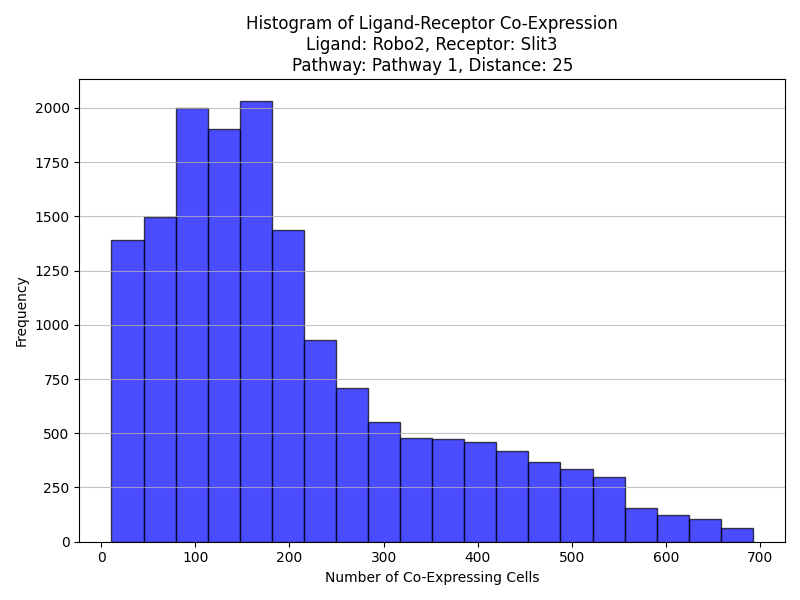 Histogram of Ligand-Receptor Co-Expression
Ligand: Robo2, Receptor: Slit3
Pathway: Pathway 1, Distance: 25
Frequency
2000
1750
1500
1250
1000
750
500
250
0
0 100 200 300 400 500 600 700
Number of Co-Expressing Cells